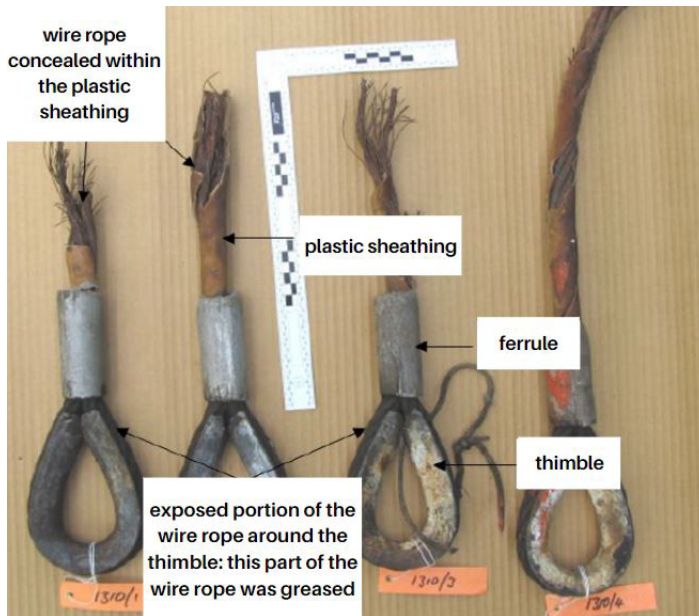 wire rope
concealed within
the plastic
sheathing
plastic sheathing
ferrule
thimble
exposed portion of the
wire rope around the
thimble: this part of the
wire rope was greased
1310/1
1310/3
1310/4